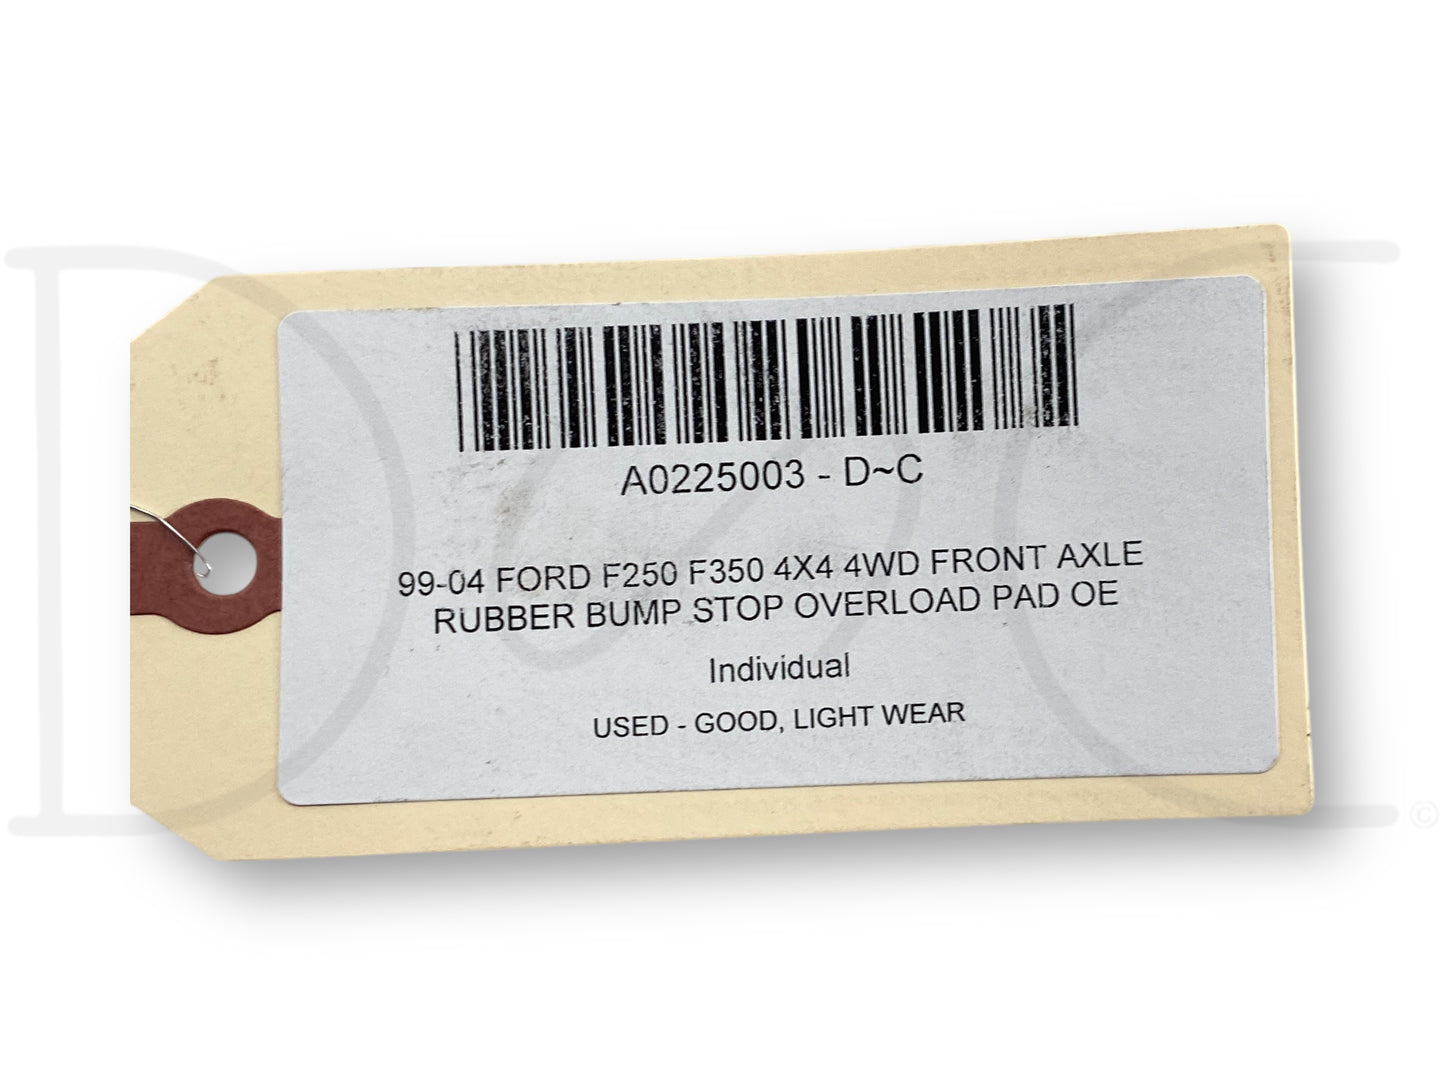 A0225003 - D~C
99-04 FORD F250 F350 4X4 4WD FRONT AXLE
RUBBER BUMP STOP OVERLOAD PAD OE
Individual
USED - GOOD, LIGHT WEAR
D~C
©